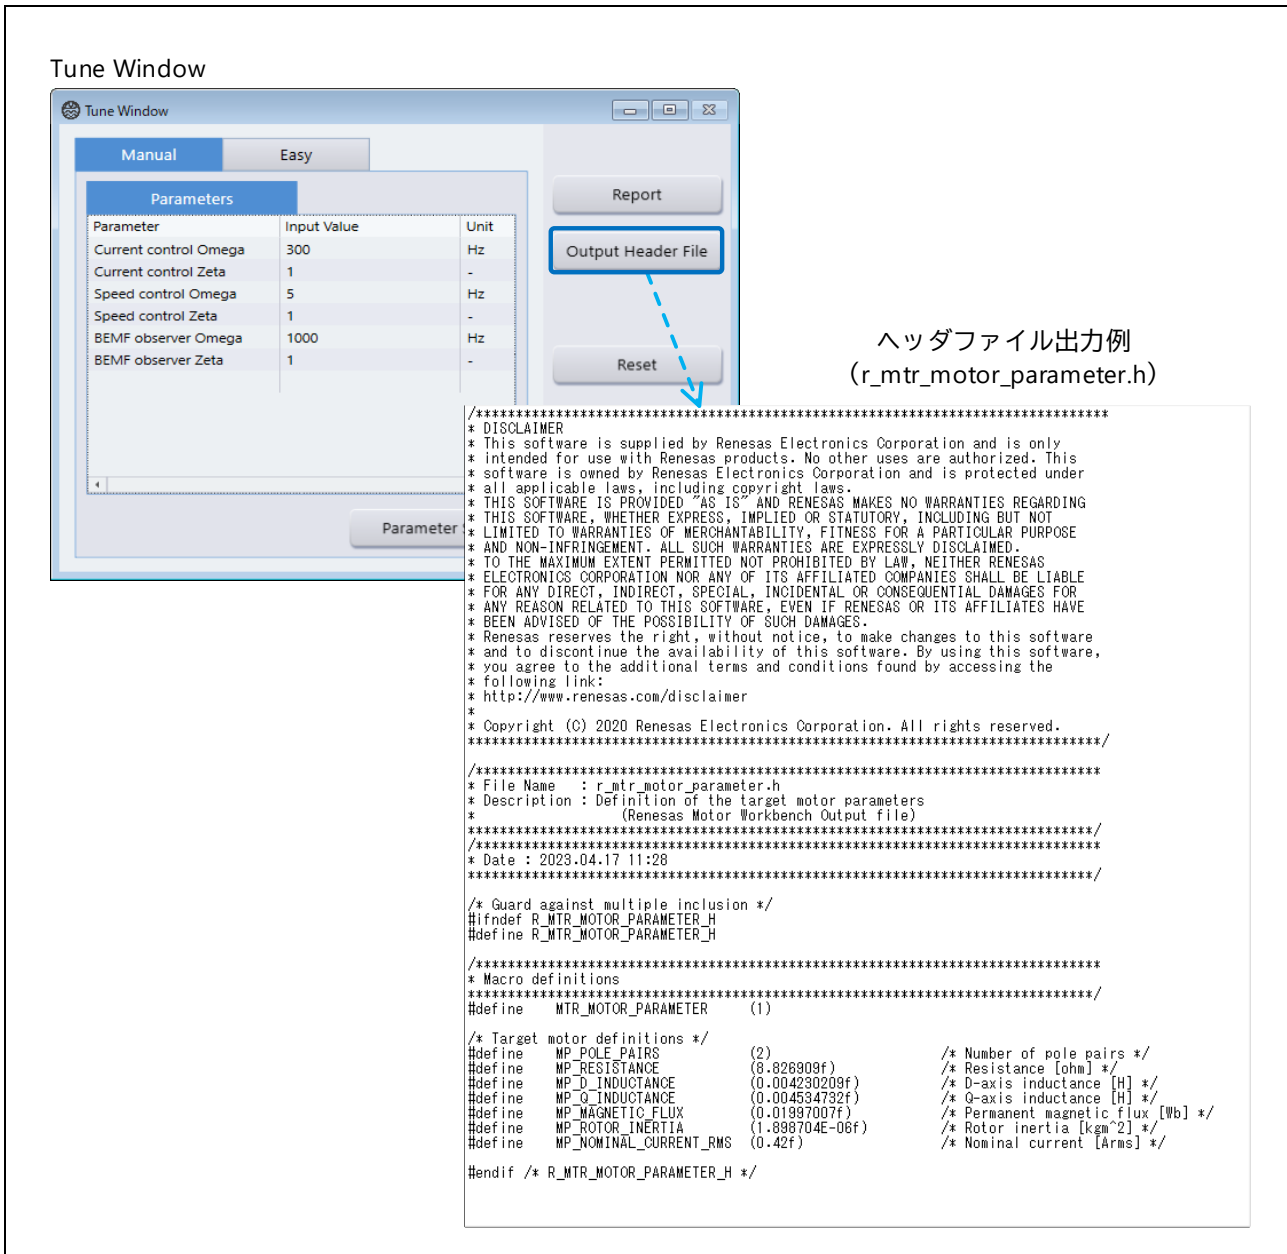 Tune Window
Tune Window
Manual Easy
Parameters
Parameter Input Value Unit
Current control Omega 300 Hz
Current control Zeta 1 -
Speed control Omega 5 Hz
Speed control Zeta 1 -
BEMF observer Omega 1000 Hz
BEMF observer Zeta 1 -
Report
Output Header File
Reset
Parameter
ヘッダファイル出力例
（r_mtr_motor_parameter.h）
/*******************************************************************************
* DISCLAIMER
* This software is supplied by Renesas Electronics Corporation and is only
* intended for use with Renesas products. No other uses are authorized. This
* software is owned by Renesas Electronics Corporation and is protected under
* all applicable laws, including copyright laws.
* THIS SOFTWARE IS PROVIDED "AS IS" AND RENESAS MAKES NO WARRANTIES REGARDING
* THIS SOFTWARE, WHETHER EXPRESS, IMPLIED OR STATUTORY, INCLUDING BUT NOT
* LIMITED TO WARRANTIES OF MERCHANTABILITY, FITNESS FOR A PARTICULAR PURPOSE
* AND NON-INFRINGEMENT. ALL SUCH WARRANTIES ARE EXPRESSLY DISCLAIMED.
* TO THE MAXIMUM EXTENT PERMITTED NOT PROHIBITED BY LAW, NEITHER RENESAS
* ELECTRONICS CORPORATION NOR ANY OF ITS AFFILIATED COMPANIES SHALL BE LIABLE
* FOR ANY DIRECT, INDIRECT, SPECIAL, INCIDENTAL OR CONSEQUENTIAL DAMAGES FOR
* ANY REASON RELATED TO THIS SOFTWARE, EVEN IF RENESAS OR ITS AFFILIATES HAVE
* BEEN ADVISED OF THE POSSIBILITY OF SUCH DAMAGES.
* Renesas reserves the right, without notice, to make changes to this software
* and to discontinue the availability of this software. By using this software,
* you agree to the additional terms and conditions found by accessing the
* following link:
* http://www.renesas.com/disclaimer
*
* Copyright (C) 2020 Renesas Electronics Corporation. All rights reserved.
*******************************************************************************/
/******************************************************************************
* File Name : r_mtr_motor_parameter.h
* Description : Definition of the target motor parameters
* (Renesas Motor Workbench Output file)
******************************************************************************/
/******************************************************************************
* Date : 2023.04.17 11:28
******************************************************************************/
/* Guard against multiple inclusion */
#ifndef R_MTR_MOTOR_PARAMETER_H
#define R_MTR_MOTOR_PARAMETER_H
/******************************************************************************
* Macro definitions
******************************************************************************/
#define MTR_MOTOR_PARAMETER (1)
/* Target motor definitions */
#define MP_POLE_PAIRS (2) /* Number of pole pairs */
#define MP_RESISTANCE (8.826909f) /* Resistance [ohm] */
#define MP_D_INDUCTANCE (0.004230209f) /* D-axis inductance [H] */
#define MP_Q_INDUCTANCE (0.004534732f) /* Q-axis inductance [H] */
#define MP_MAGNETIC_FLUX (0.01997007f) /* Permanent magnetic flux [Wb] */
#define MP_ROTOR_INERTIA (1.898704E-06f) /* Rotor inertia [kgm^2] */
#define MP_NOMINAL_CURRENT_RMS (0.42f) /* Nominal current [Arms] */
#endif /* R_MTR_MOTOR_PARAMETER_H */